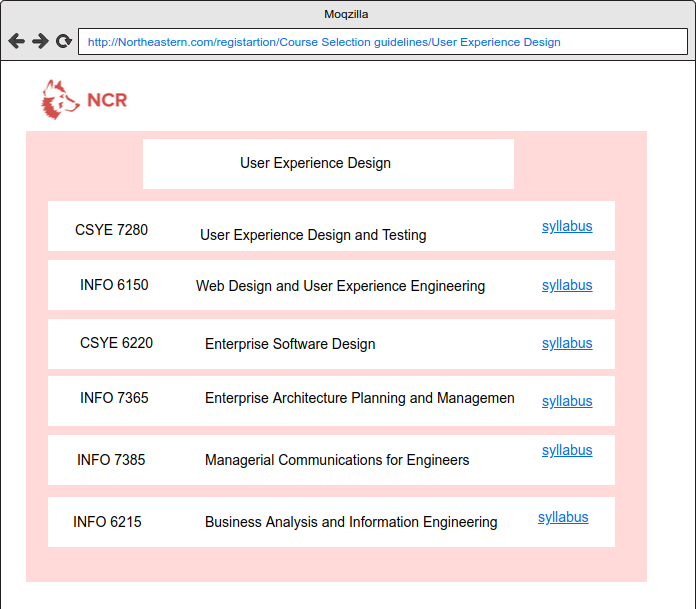 Moqzilla
http://Northeastern.com/registartion/Course Selection guidelines/User Experience Design
NCR
User Experience Design
CSYE 7280 User Experience Design and Testing syllabus
INFO 6150 Web Design and User Experience Engineering syllabus
CSYE 6220 Enterprise Software Design syllabus
INFO 7365 Enterprise Architecture Planning and Managemen syllabus
INFO 7385 Managerial Communications for Engineers syllabus
INFO 6215 Business Analysis and Information Engineering syllabus